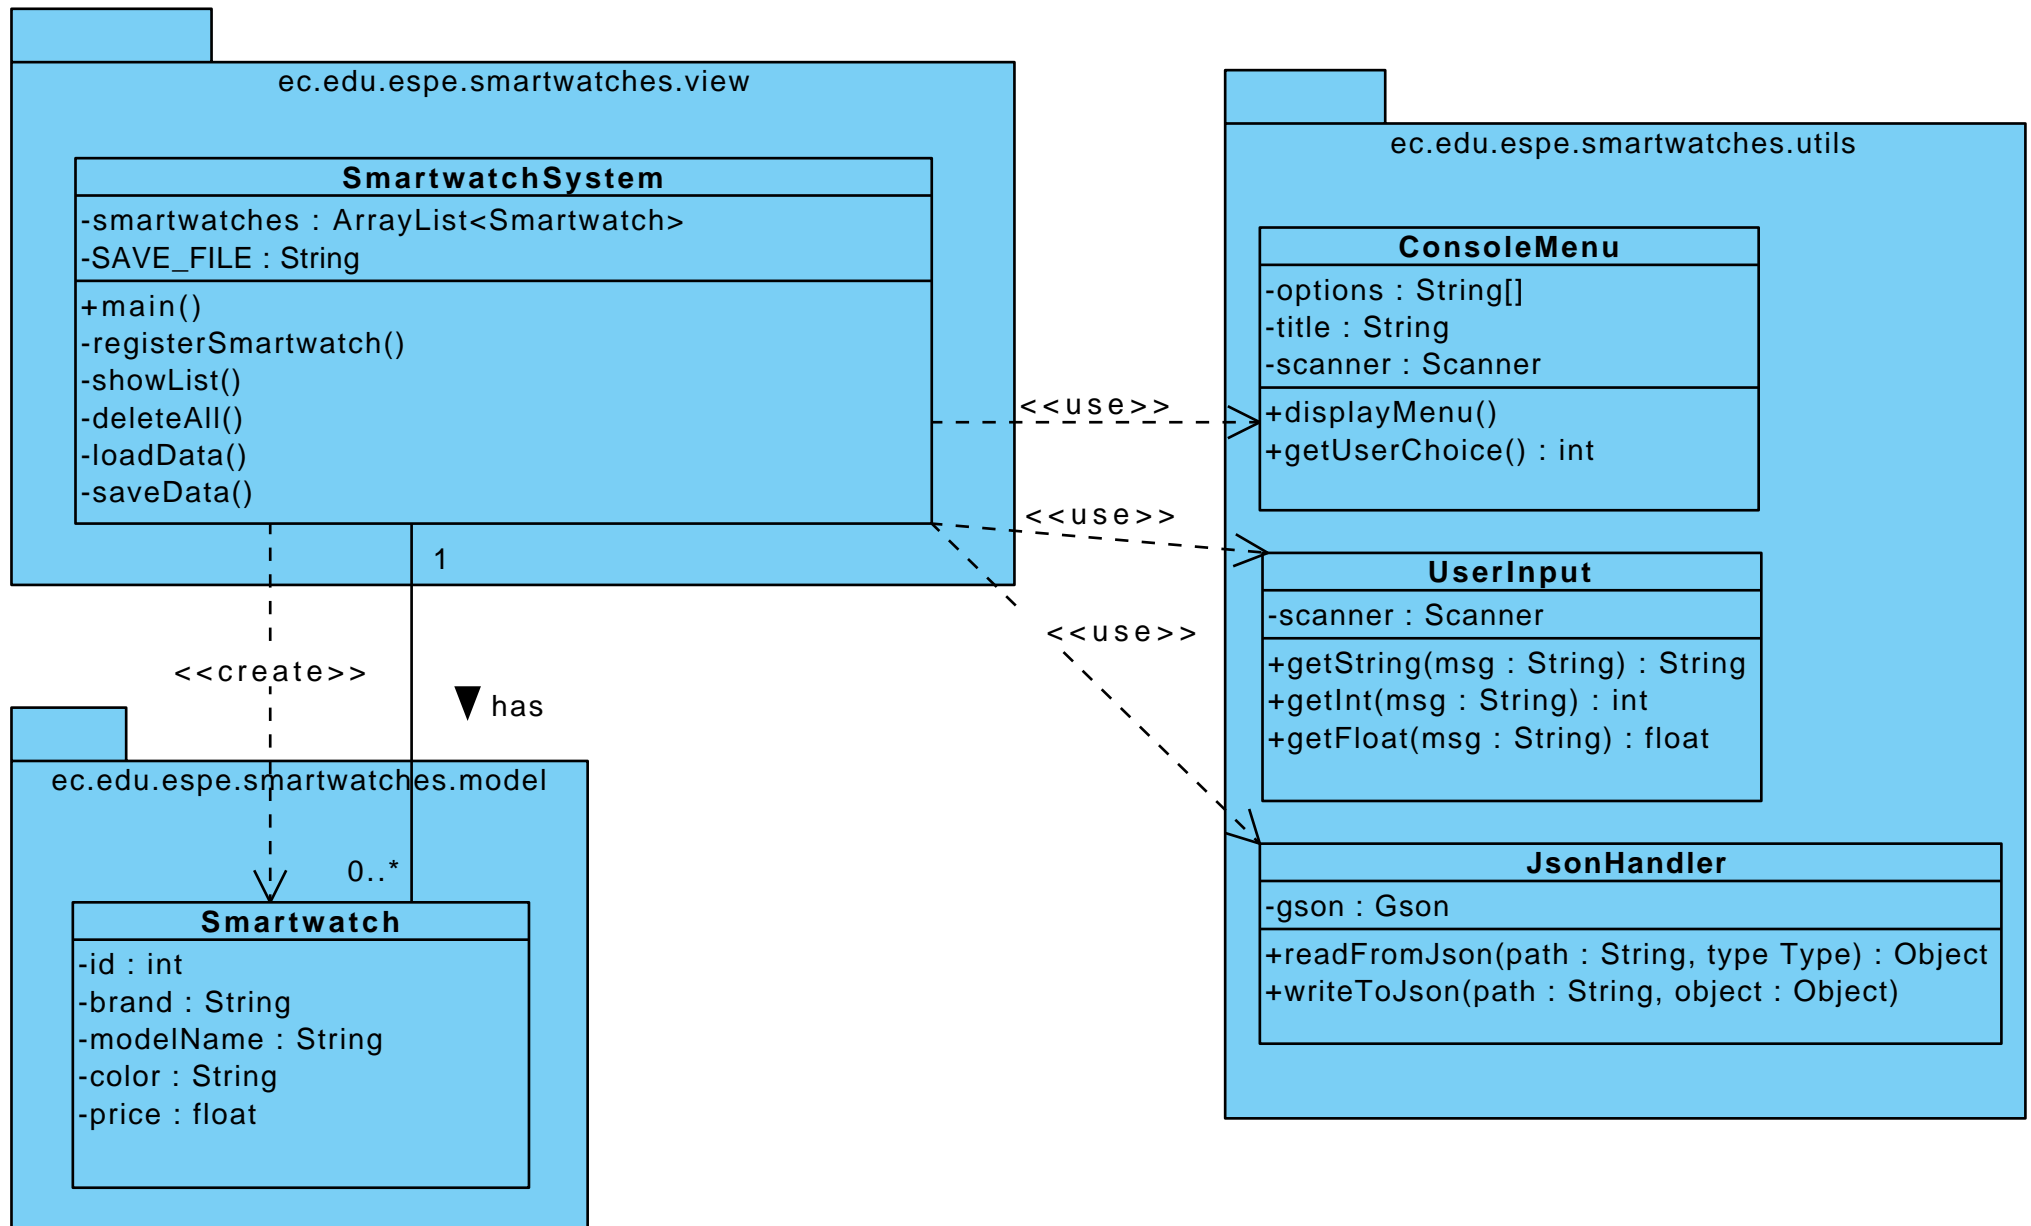 ec.edu.espe.smartwatches.view
SmartwatchSystem
-smartwatches : ArrayList<Smartwatch>
-SAVE_FILE : String
+main()
-registerSmartwatch()
-showList()
-deleteAll()
-loadData()
-saveData()
1
<<create>>
has
0..*
ec.edu.espe.smartwatches.model
Smartwatch
-id : int
-brand : String
-modelName : String
-color : String
-price : float
<<use>>
<<use>>
<<use>>
ec.edu.espe.smartwatches.utils
ConsoleMenu
-options : String[]
-title : String
-scanner : Scanner
+displayMenu()
+getUserChoice() : int
UserInput
-scanner : Scanner
+getString(msg : String) : String
+getInt(msg : String) : int
+getFloat(msg : String) : float
JsonHandler
-gson : Gson
+readFromJson(path : String, type Type) : Object
+writeToJson(path : String, object : Object)